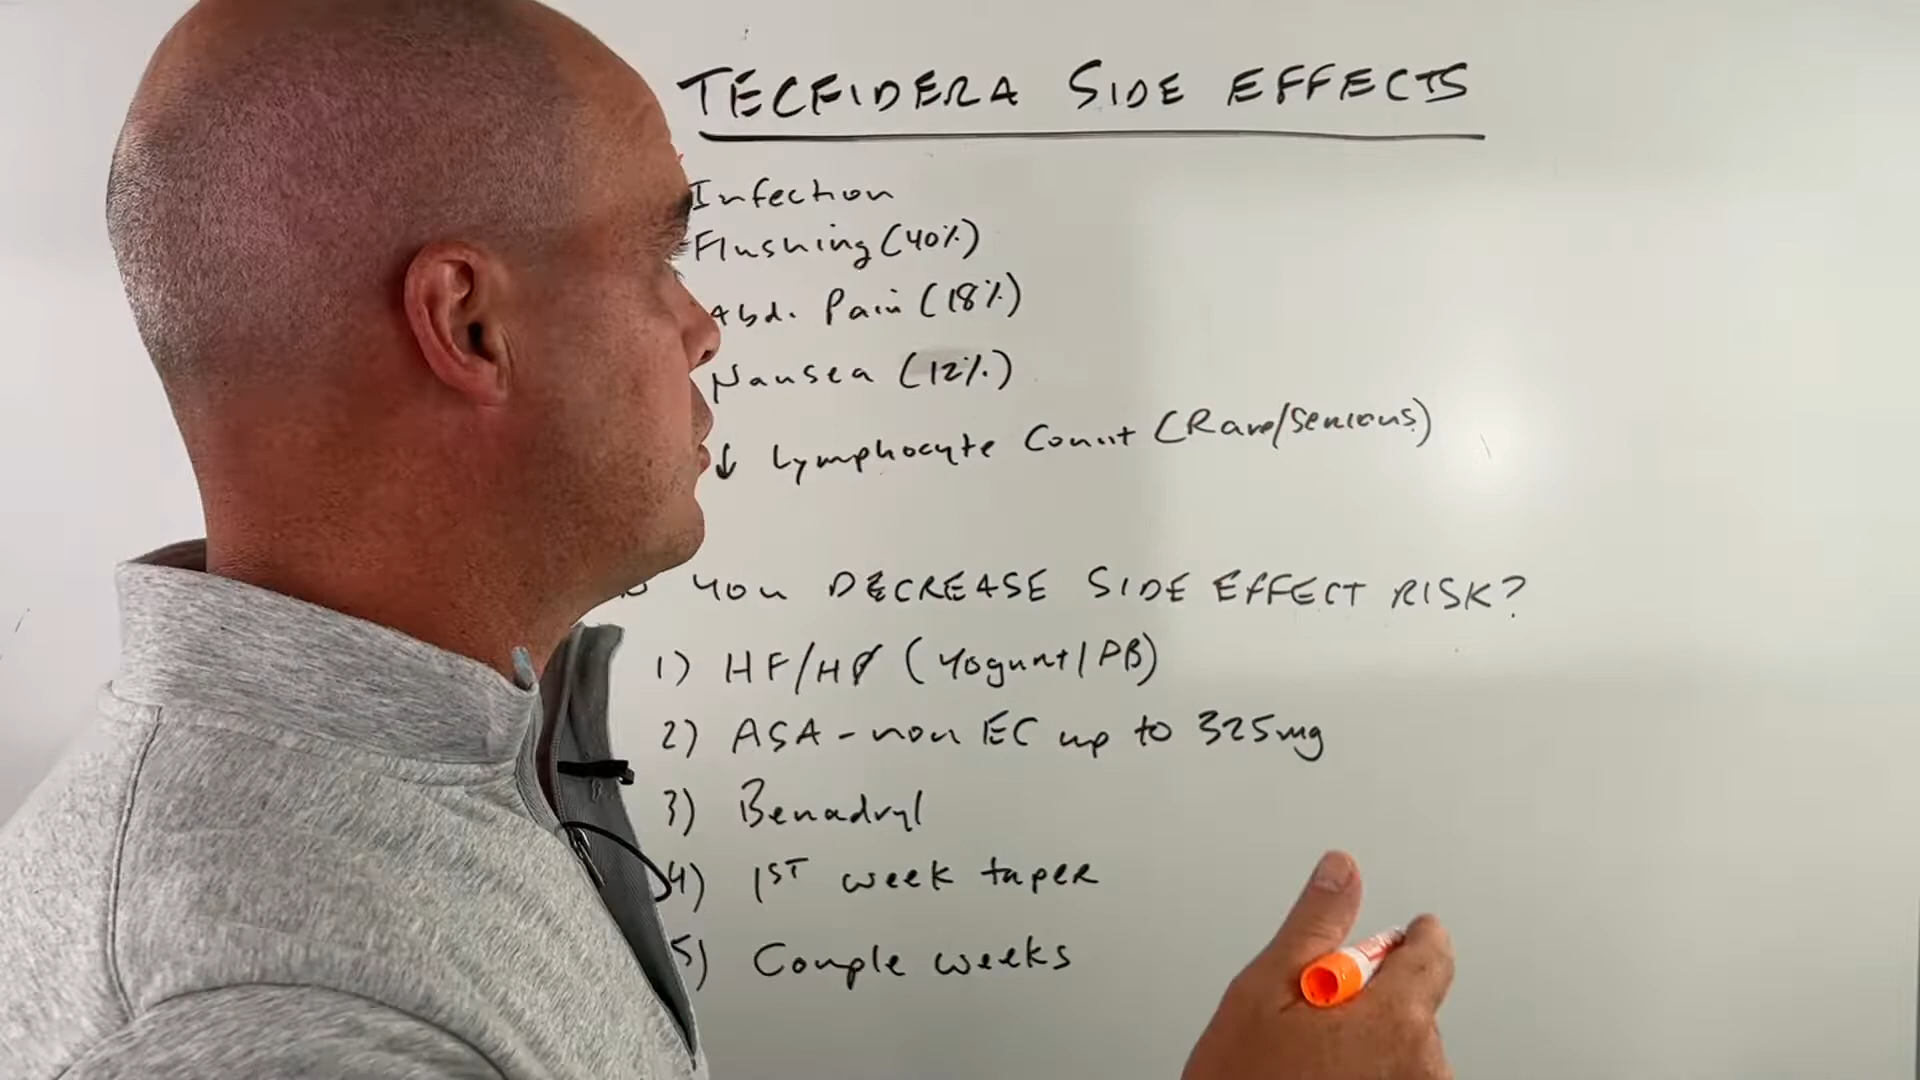 TECFIDERA SIDE EFFECTS
Infection
Flushing (40%)
Abd. Pain (18%)
Nausea (12%)
↓ Lymphocyte Count (Rare/Serious)
you DECREASE SIDE EFFECT RISK?
1) HF/HP (Yogurt/PB)
2) ASA - non EC up to 325mg
3) Benadryl
4) 1ST week taper
5) Couple weeks